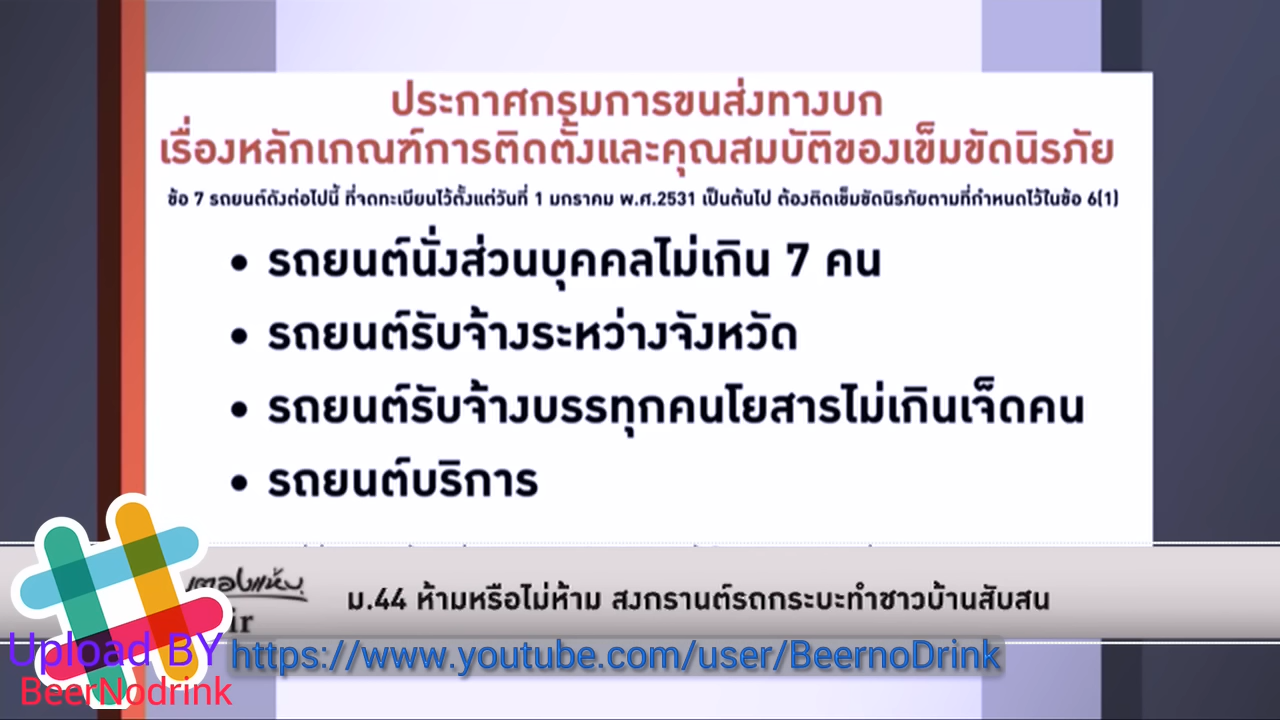 ประกาศกรมการขนส่งทางบก
เรื่องหลักเกณฑ์การติดตั้งและคุณสมบัติของเข็มขัดนิรภัย
ข้อ 7 รถยนต์ดังต่อไปนี้ ที่จดทะเบียนไว้ตั้งแต่วันที่ 1 มกราคม พ.ศ.2531 เป็นต้นไป ต้องติดเข็มขัดนิรภัยตามที่กำหนดไว้ในข้อ 6(1)
• รถยนต์นั่งส่วนบุคคลไม่เกิน 7 คน
• รถยนต์รับจ้างระหว่างจังหวัด
• รถยนต์รับจ้างบรรทุกคนโยสารไม่เกินเจ็ดคน
• รถยนต์บริการ
ม.44 ห้ามหรือไม่ห้าม สงกรานต์รถกระบะทำชาวบ้านสับสน
Upload BY https://www.youtube.com/user/BeernoDrink
BeerNodrink